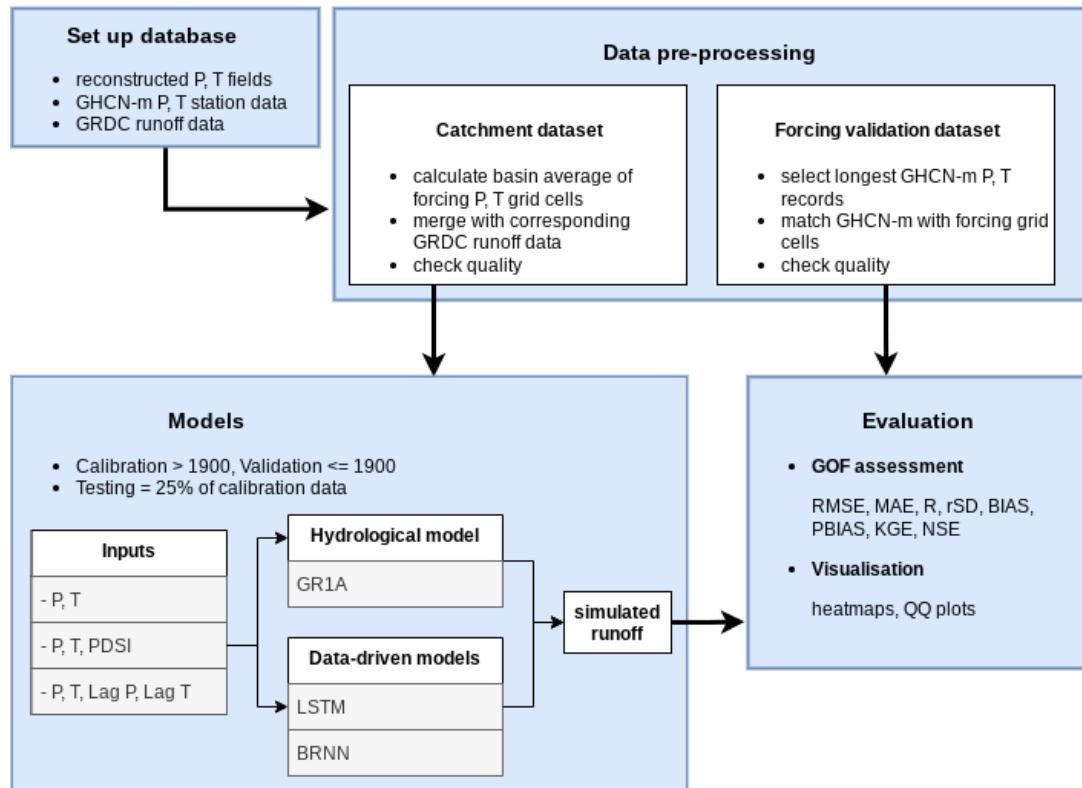 Set up database
• reconstructed P, T fields
• GHCN-m P, T station data
• GRDC runoff data
Data pre-processing
Catchment dataset
• calculate basin average of
forcing P, T grid cells
• merge with corresponding
GRDC runoff data
• check quality
Forcing validation dataset
• select longest GHCN-m P, T
records
• match GHCN-m with forcing grid
cells
• check quality
Models
• Calibration > 1900, Validation <= 1900
• Testing = 25% of calibration data
Inputs
- P, T
- P, T, PDSI
- P, T, Lag P, Lag T
Hydrological model
GR1A
Data-driven models
LSTM
BRNN
simulated
runoff
Evaluation
• GOF assessment
RMSE, MAE, R, rSD, BIAS,
PBIAS, KGE, NSE
• Visualisation
heatmaps, QQ plots